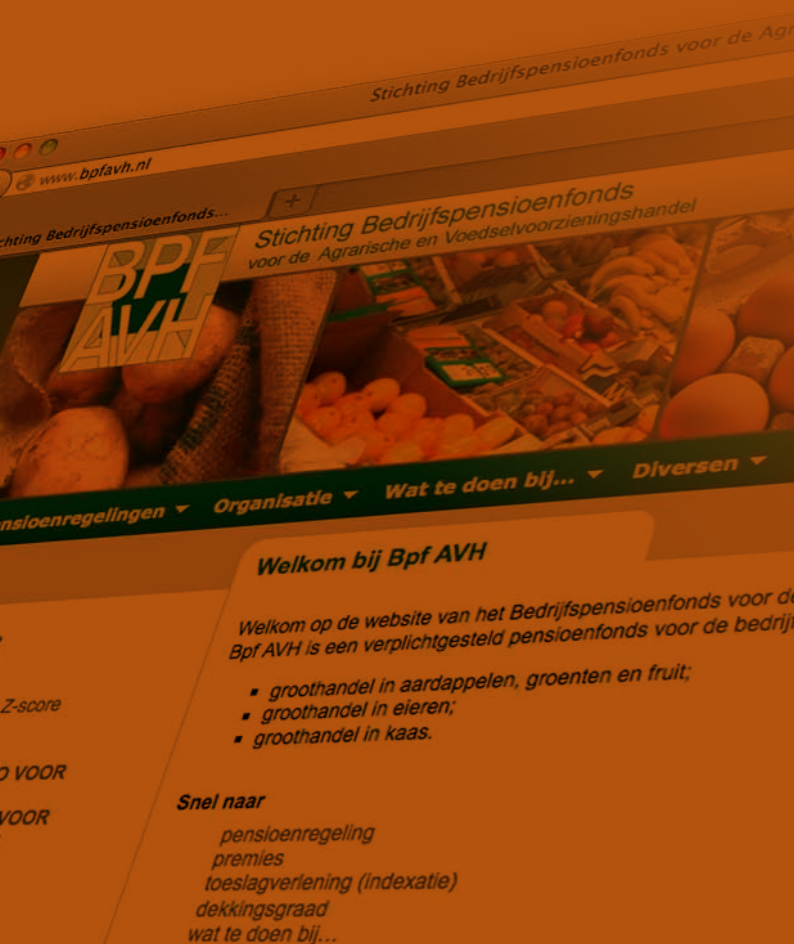 Stichting Bedrijfspensioenfonds voor de Agr
www.bpfavh.nl
chting Bedrijfspensioenfonds...
BPF
AVH
Stichting Bedrijfspensioenfonds
voor de Agrarische en Voedselvoorzieningshandel
nsioenregelingen Organisatie Wat te doen bij... Diversen
Welkom bij Bpf AVH
Welkom op de website van het Bedrijfspensioenfonds voor de
Bpf AVH is een verplichtgesteld pensioenfonds voor de bedrijf
groothandel in aardappelen, groenten en fruit;
groothandel in eieren;
groothandel in kaas.
Z-score
O VOOR
VOOR
Snel naar
pensioenregeling
premies
toeslagverlening (indexatie)
dekkingsgraad
wat te doen bij...